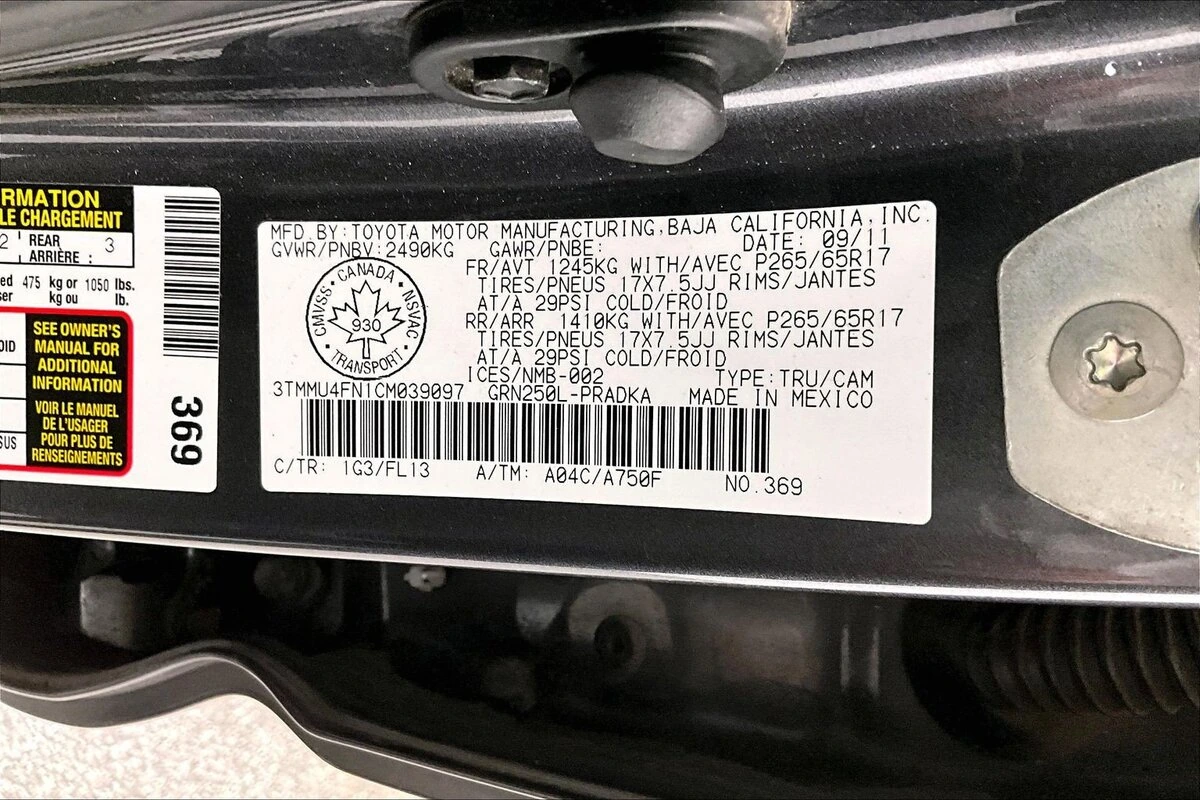 RMATION
LE CHARGEMENT
2 REAR 3
ARRIÈRE :
475 kg or 1050 lbs.
kg ou lb.
SEE OWNER'S
MANUAL FOR
ADDITIONAL
INFORMATION
VOIR LE MANUEL
DE L'USAGER
POUR PLUS DE
RENSEIGNEMENTS
369
MFD.BY:TOYOTA MOTOR MANUFACTURING,BAJA CALIFORNIA,INC.
GVWR/PNBV:2490KG GAWR/PNBE: DATE: 09/11
FR/AVT 1245KG WITH/AVEC P265/65R17
TIRES/PNEUS 17X7.5JJ RIMS/JANTES
AT/A 29PSI COLD/FROID
RR/ARR 1410KG WITH/AVEC P265/65R17
TIRES/PNEUS 17X7.5JJ RIMS/JANTES
AT/A 29PSI COLD/FROID
ICES/NMB-002 TYPE:TRU/CAM
CANADA
CMVSS · NSVAC
930
TRANSPORT
3TMMU4FN1CM039097 GRN250L-PRADKA MADE IN MEXICO
C/TR: 1G3/FL13 A/TM: A04C/A750F NO.369